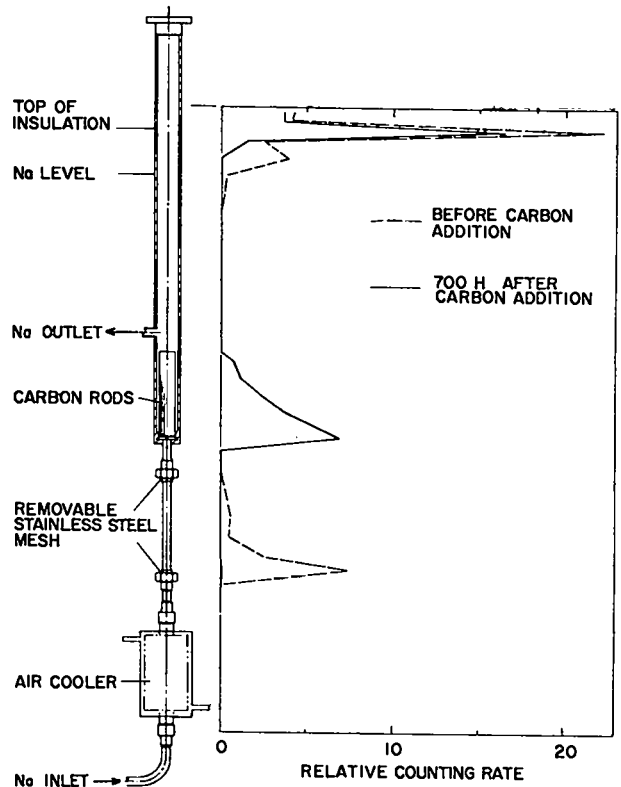 TOP OF
INSULATION
Na LEVEL
Na OUTLET
CARBON RODS
REMOVABLE
STAINLESS STEEL
MESH
AIR COOLER
Na INLET
BEFORE CARBON
ADDITION
700 H AFTER
CARBON ADDITION
0 10 20
RELATIVE COUNTING RATE